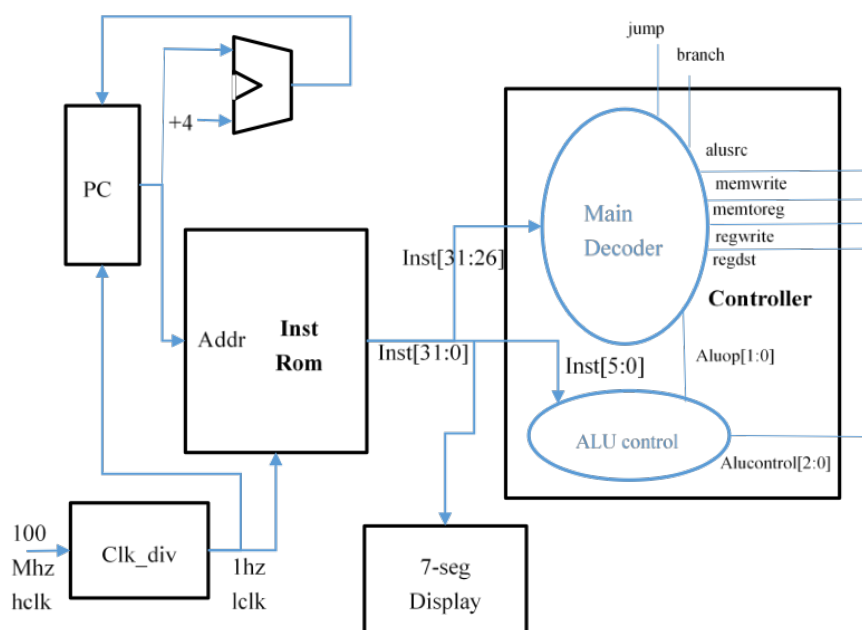 jump
branch
+4
PC
alusrc
memwrite
memtoreg
regwrite
regdst
Main
Decoder
Inst[31:26]
Controller
Addr
Inst
Rom
Inst[31:0]
Inst[5:0]
Aluop[1:0]
ALU control
Alucontrol[2:0]
100
Mhz
hclk
Clk_div
1hz
lclk
7-seg
Display